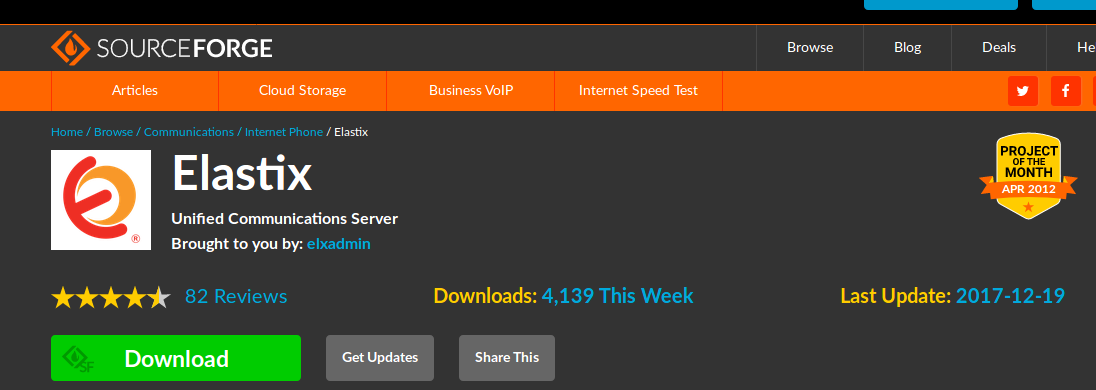 SOURCEFORGE
Browse Blog Deals
Articles Cloud Storage Business VoIP Internet Speed Test
Home / Browse / Communications / Internet Phone / Elastix
Elastix
Unified Communications Server
Brought to you by: elxadmin
®
PROJECT
OF THE
MONTH
APR 2012
82 Reviews Downloads: 4,139 This Week Last Update: 2017-12-19
SF Download Get Updates Share This